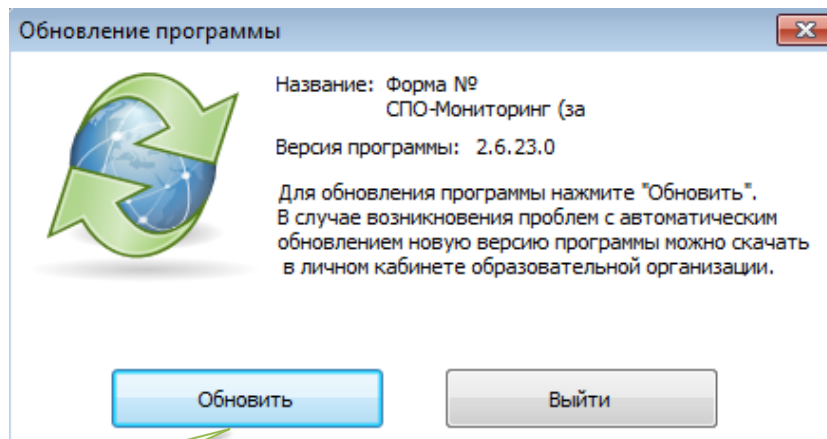 Обновление программы
Название: Форма №
СПО-Мониторинг (за
Версия программы: 2.6.23.0
Для обновления программы нажмите "Обновить".
В случае возникновения проблем с автоматическим
обновлением новую версию программы можно скачать
в личном кабинете образовательной организации.
Обновить Выйти